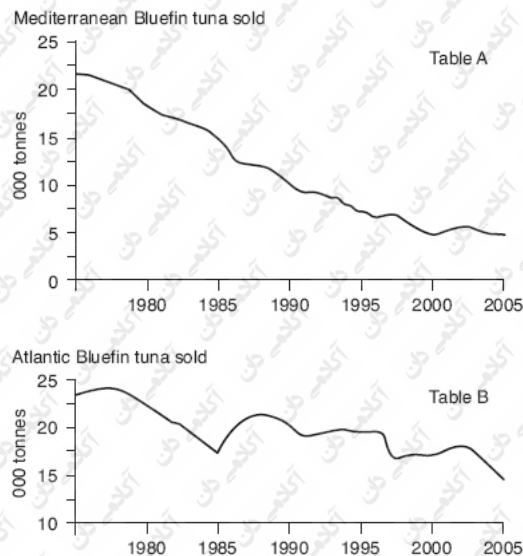 Mediterranean Bluefin tuna sold
Table A
000 tonnes
25
20
15
10
5
0
1980 1985 1990 1995 2000 2005
Atlantic Bluefin tuna sold
Table B
000 tonnes
25
20
15
10
1980 1985 1990 1995 2000 2005